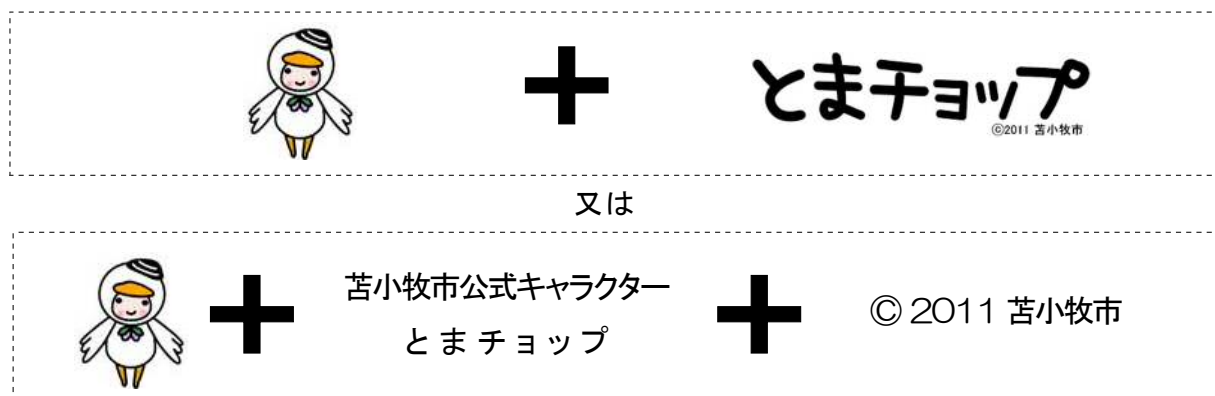 とまチョップ
©2011 苫小牧市
又は
苫小牧市公式キャラクター
とまチョップ
© 2011 苫小牧市